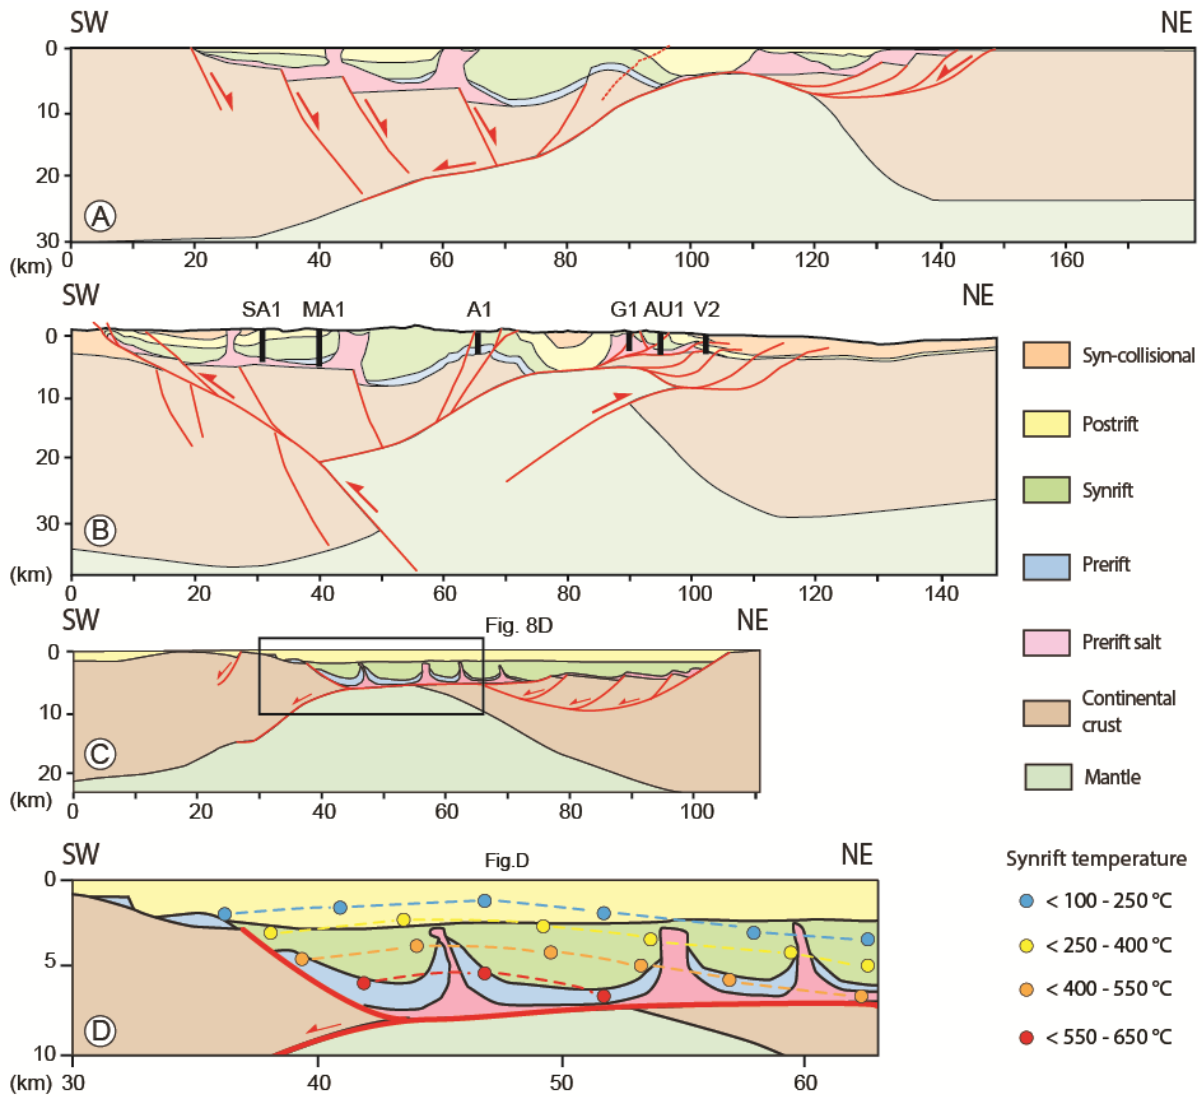 SW NE
0
10
20
30
(km)
A
0 20 40 60 80 100 120 140 160
SW NE
SA1 MA1 A1 G1 AU1 V2
0
10
20
30
(km)
B
0 20 40 60 80 100 120 140
Syn-collisional
Postrift
Synrift
Prerift
Prerift salt
Continental
crust
Mantle
SW Fig. 8D NE
0
10
20
(km)
C
0 20 40 60 80 100
SW Fig.D NE
0
5
10
(km)
D
30 40 50 60
Synrift temperature
< 100 - 250 °C
< 250 - 400 °C
< 400 - 550 °C
< 550 - 650 °C